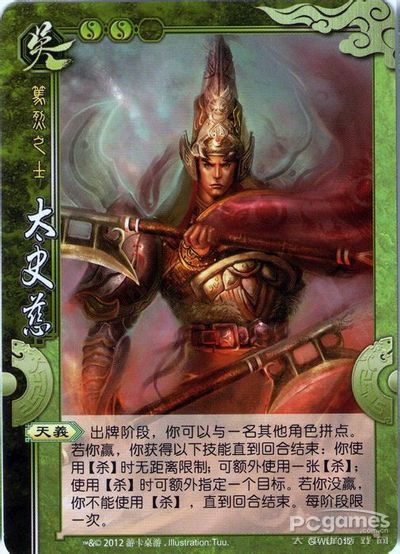 吴
笃烈之士
太史慈
天義
出牌阶段，你可以与一名其他角色拼点。
若你赢，你获得以下技能直到回合结束：你使
用【杀】时无距离限制；可额外使用一张【杀】；
使用【杀】时可额外指定一个目标。若你没赢，
你不能使用【杀】，直到回合结束。每阶段限
一次。
™&© 2012 游卡桌游 . Illustration:Tuu.
G-WU 015
PCgames
.com.cn